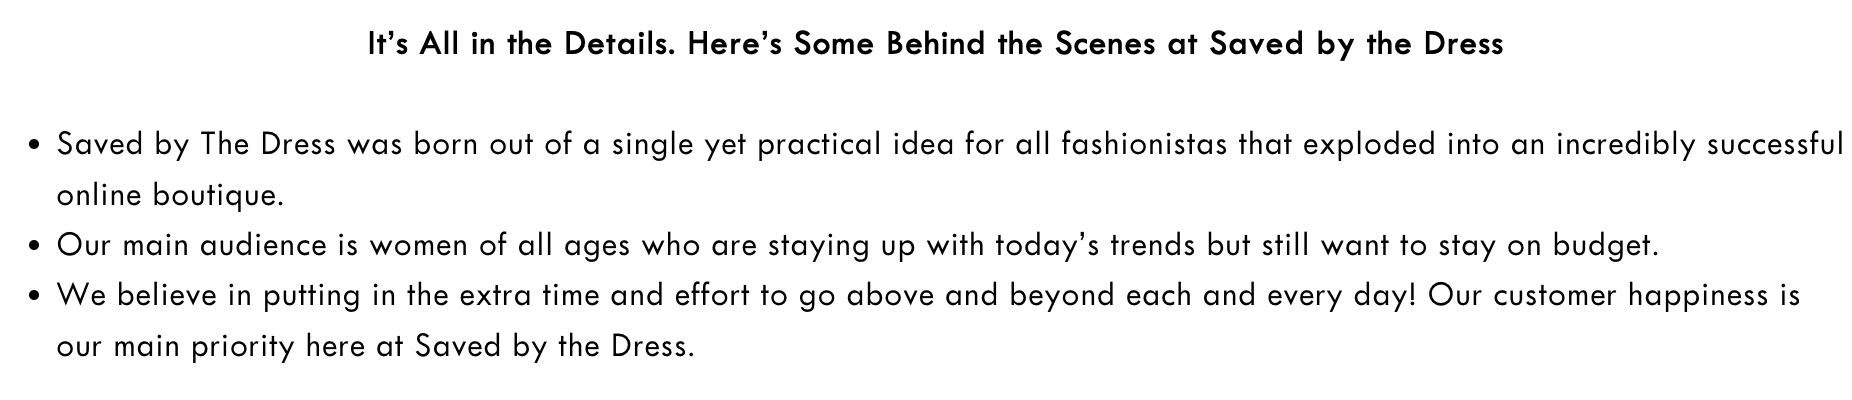 It’s All in the Details. Here’s Some Behind the Scenes at Saved by the Dress
• Saved by The Dress was born out of a single yet practical idea for all fashionistas that exploded into an incredibly successful
online boutique.
• Our main audience is women of all ages who are staying up with today’s trends but still want to stay on budget.
• We believe in putting in the extra time and effort to go above and beyond each and every day! Our customer happiness is
our main priority here at Saved by the Dress.